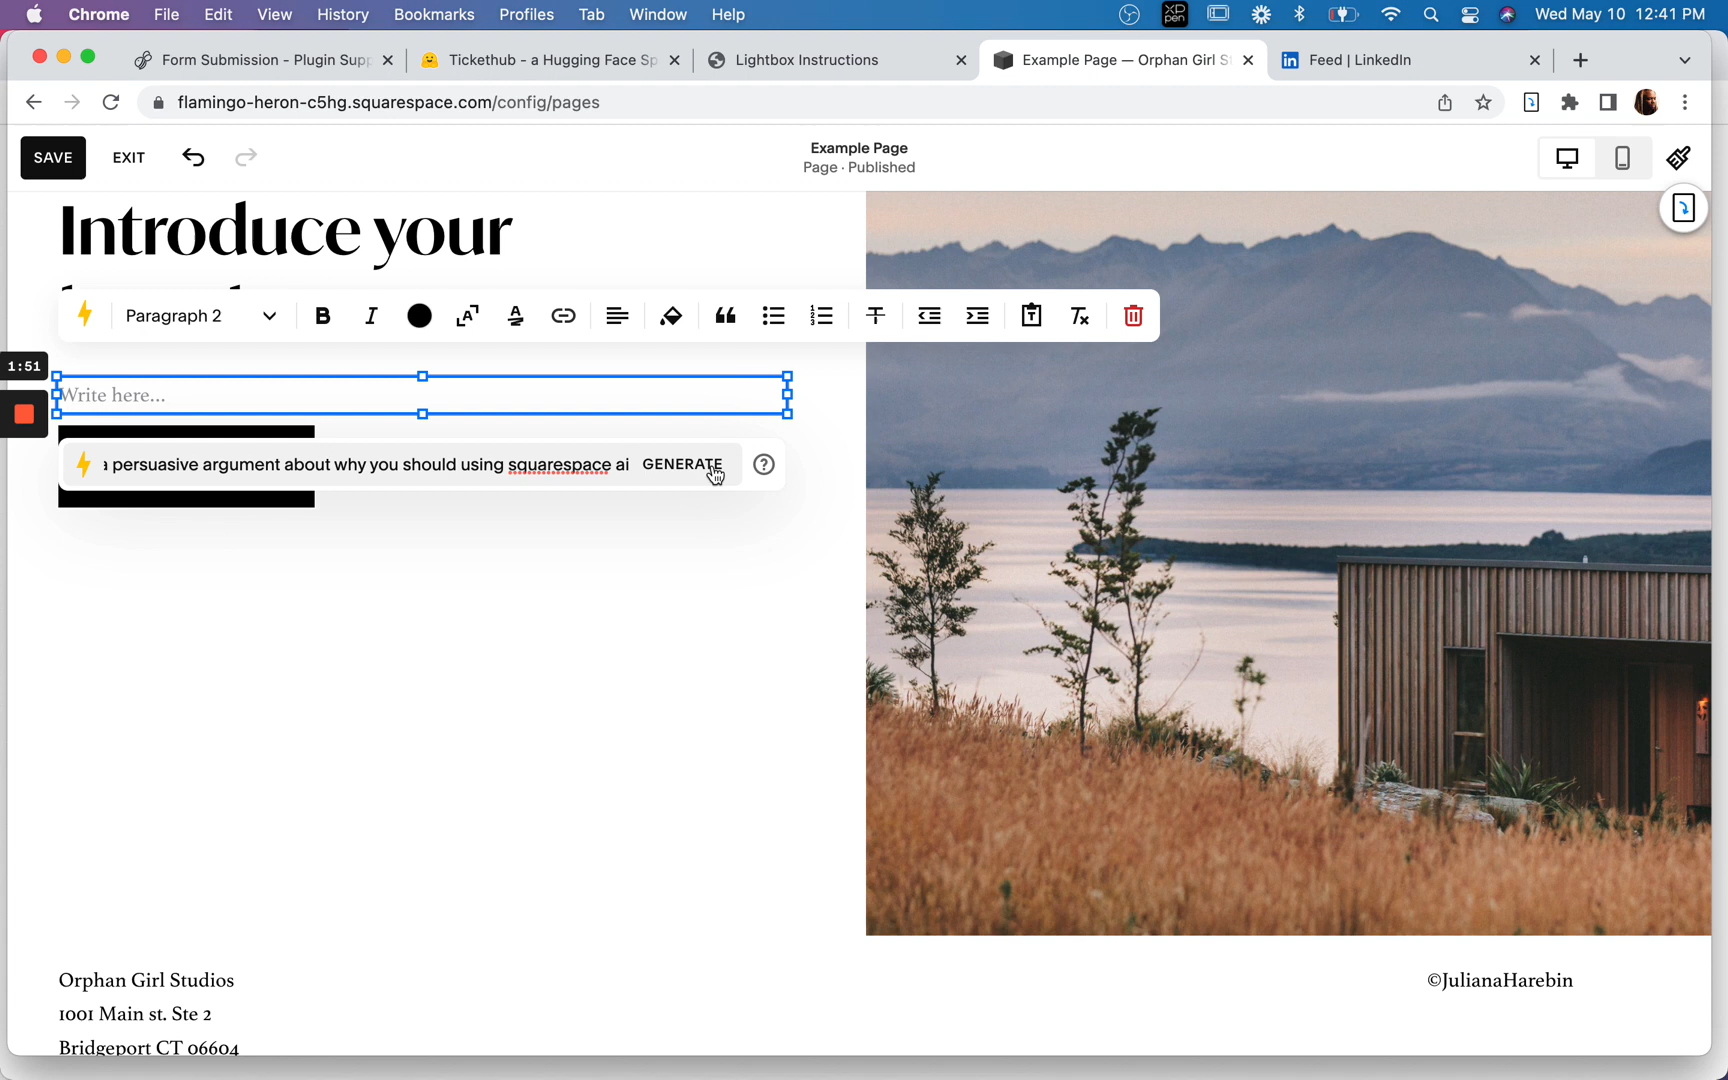 Chrome File Edit View History Bookmarks Profiles Tab Window Help
XP
pen
Wed May 10 12:41 PM
Form Submission - Plugin Supp
Tickethub - a Hugging Face Sp
Lightbox Instructions
Example Page — Orphan Girl S
Feed | LinkedIn
flamingo-heron-c5hg.squarespace.com/config/pages
SAVE
EXIT
Example Page
Page · Published
Introduce your
Paragraph 2
1:51
Write here...
a persuasive argument about why you should using squarespace ai
GENERATE
Orphan Girl Studios
1001 Main st. Ste 2
Bridgeport CT 06604
©JulianaHarebin